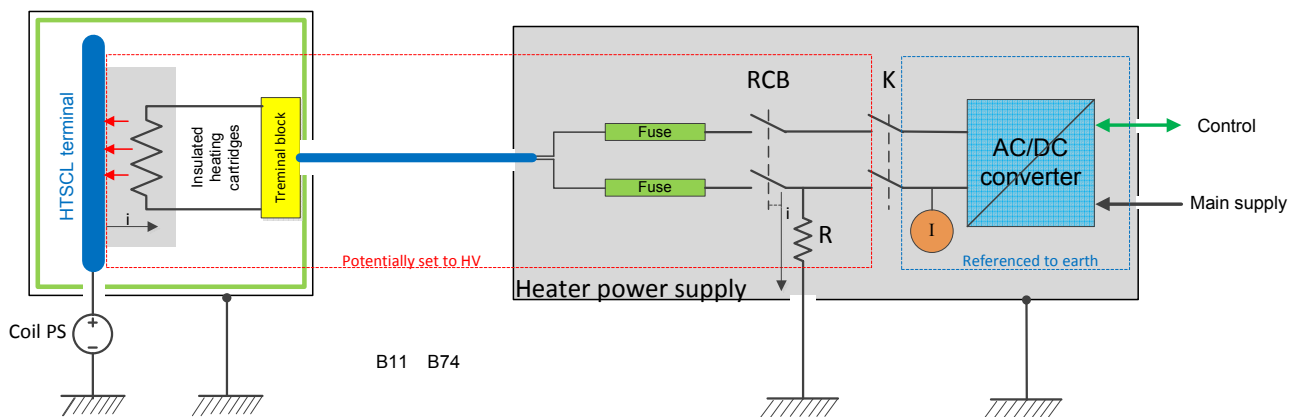 HTSCL terminal
i
Insulated
heating
cartridges
Treminal block
Potentially set to HV
Coil PS
B11 B74
RCB
K
Fuse
Fuse
i
R
I
AC/DC
converter
Referenced to earth
Heater power supply
Control
Main supply